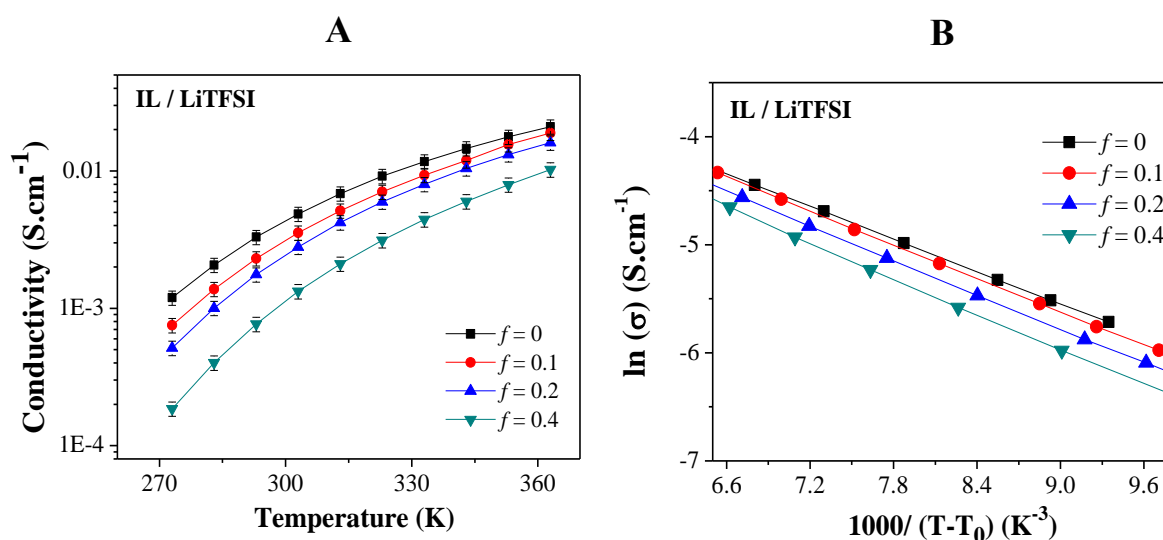 A
IL / LiTFSI
Conductivity (S.cm⁻¹)
0.01
1E-3
1E-4
f = 0
f = 0.1
f = 0.2
f = 0.4
270 300 330 360
Temperature (K)
B
IL / LiTFSI
ln (σ) (S.cm⁻¹)
-4
-5
-6
-7
f = 0
f = 0.1
f = 0.2
f = 0.4
6.6 7.2 7.8 8.4 9.0 9.6
1000/ (T-T₀) (K⁻³)